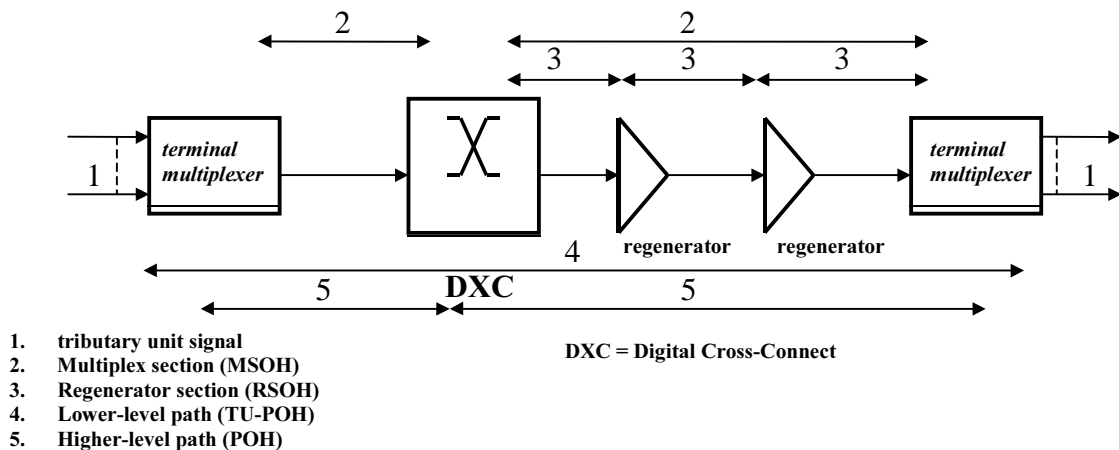 2 2
3 3 3
terminal
multiplexer
terminal
multiplexer
1 1
regenerator regenerator
4
DXC
5 5
1. tributary unit signal
2. Multiplex section (MSOH)
3. Regenerator section (RSOH)
4. Lower-level path (TU-POH)
5. Higher-level path (POH)
DXC = Digital Cross-Connect